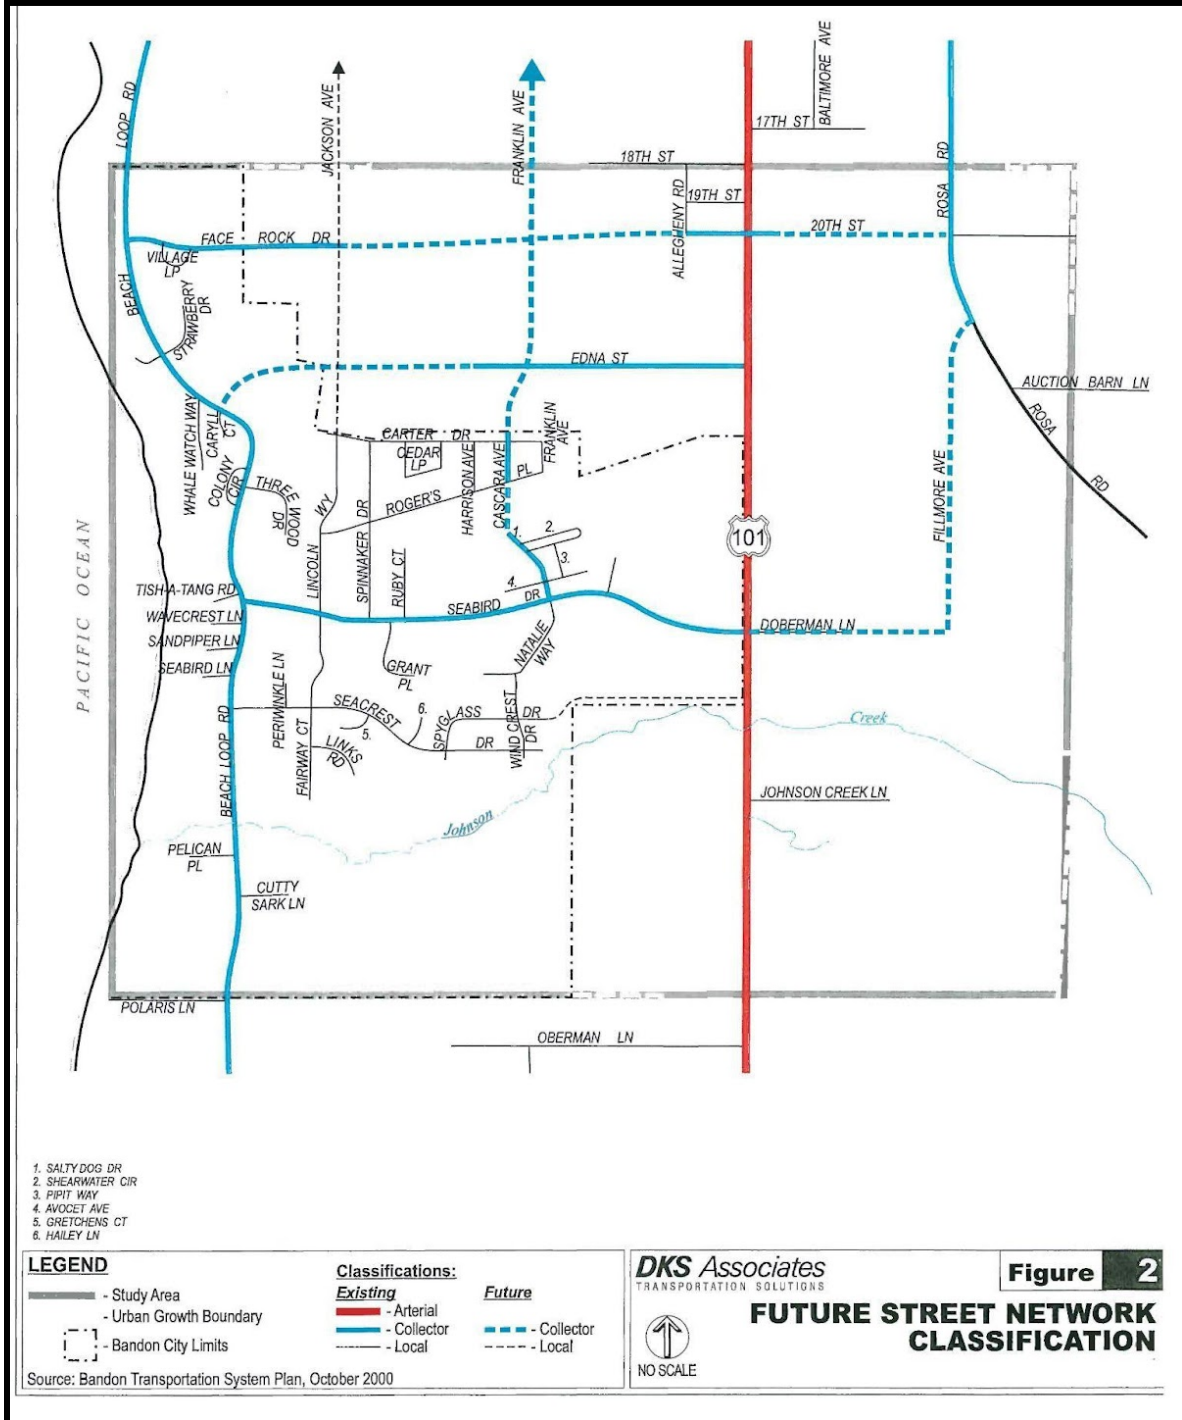 LOOP RD
JACKSON AVE
FRANKLIN AVE
BALTIMORE AVE
17TH ST
18TH ST
ALLEGHENY RD
19TH ST
ROSA RD
20TH ST
FACE ROCK DR
VILLAGE
LP
BEACH
STRAWBERRY
DR
EDNA ST
AUCTION BARN LN
ROSA RD
WHALE WATCH WAY
CARYLL
CT
CARTER DR
CEDAR
LP
HARRISON AVE
CASCARA AVE
FRANKLIN
AVE
COLONY
CIR
THREE WOOD
DR
LINCOLN WY
SPINNAKER DR
ROGER'S PL
FILLMORE AVE
101
1.
2.
3.
4.
PACIFIC OCEAN
TISH-A-TANG RD
WAVECREST LN
SANDPIPER LN
SEABIRD LN
RUBY CT
SEABIRD DR
DOBERMAN LN
NATALIE
WAY
GRANT
PL
PERIWINKLE LN
SEACREST DR
5.
6.
SPYGLASS DR
WIND CREST
DR
FAIRWAY CT
LINKS
RD
BEACH LOOP RD
Johnson Creek
JOHNSON CREEK LN
PELICAN
PL
CUTTY
SARK LN
POLARIS LN
OBERMAN LN
1. SALTY DOG DR
2. SHEARWATER CIR
3. PIPIT WAY
4. AVOCET AVE
5. GRETCHENS CT
6. HAILEY LN
LEGEND
- Study Area
- Urban Growth Boundary
- Bandon City Limits
Classifications:
Existing Future
- Arterial
- Collector - Collector
- Local - Local
Source: Bandon Transportation System Plan, October 2000
DKS Associates
TRANSPORTATION SOLUTIONS
NO SCALE
Figure 2
FUTURE STREET NETWORK
CLASSIFICATION